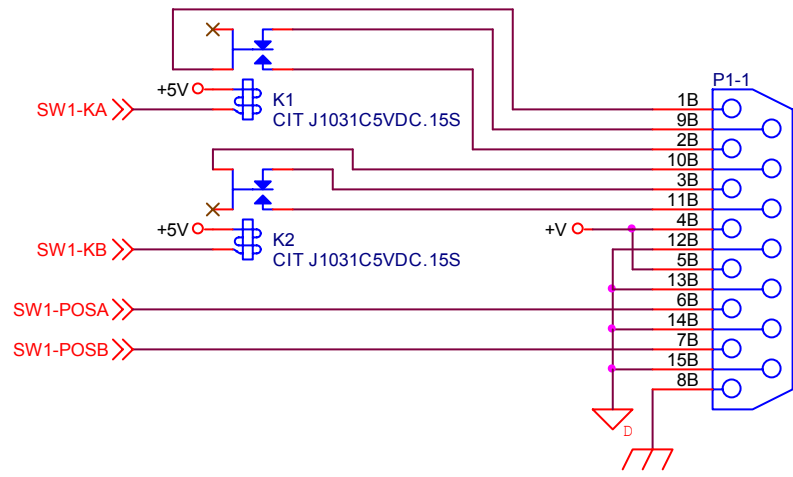 P1-1
+5V
K1
SW1-KA
CIT J1031C5VDC.15S
+5V
K2
SW1-KB
CIT J1031C5VDC.15S
SW1-POSA
SW1-POSB
+V
1B
9B
2B
10B
3B
11B
4B
12B
5B
13B
6B
14B
7B
15B
8B
D